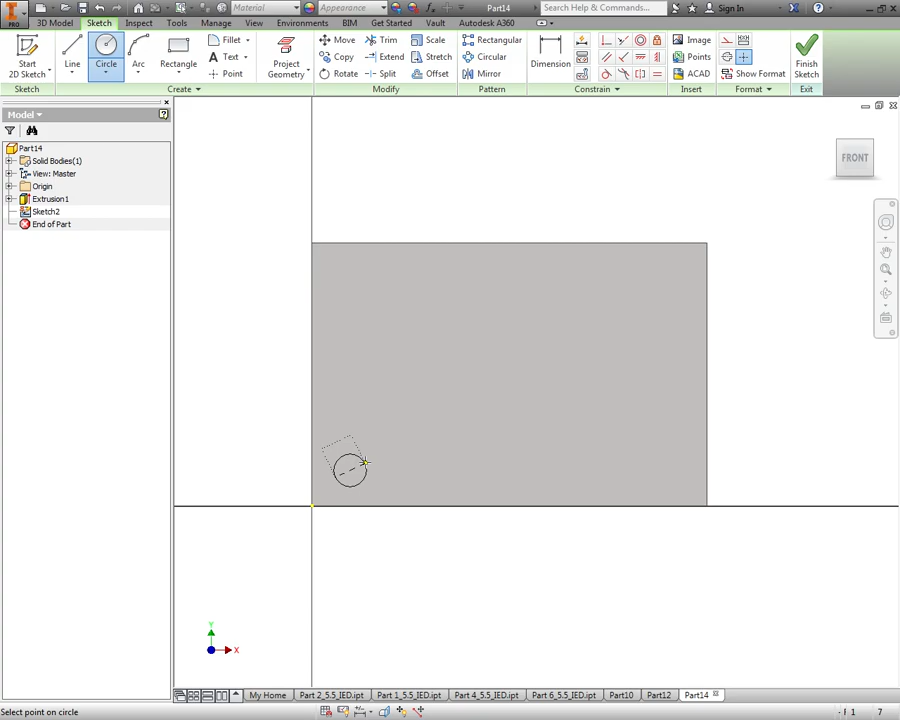 Material
Appearance
Part14
Search Help & Commands...
Sign In
PRO
3D Model
Sketch
Inspect
Tools
Manage
View
Environments
BIM
Get Started
Vault
Autodesk A360
Start
2D Sketch
Line
Circle
Arc
Rectangle
Fillet
Text
Point
Project
Geometry
Move
Copy
Rotate
Trim
Extend
Split
Scale
Stretch
Offset
Rectangular
Circular
Mirror
Dimension
Image
Points
ACAD
Show Format
Finish
Sketch
Sketch
Create
Modify
Pattern
Constrain
Insert
Format
Exit
Model
Part14
Solid Bodies(1)
View: Master
Origin
Extrusion1
Sketch2
End of Part
FRONT
Y
X
My Home
Part 2_5.5_IED.ipt
Part 1_5.5_IED.ipt
Part 4_5.5_IED.ipt
Part 6_5.5_IED.ipt
Part10
Part12
Part14
Select point on circle
1
7